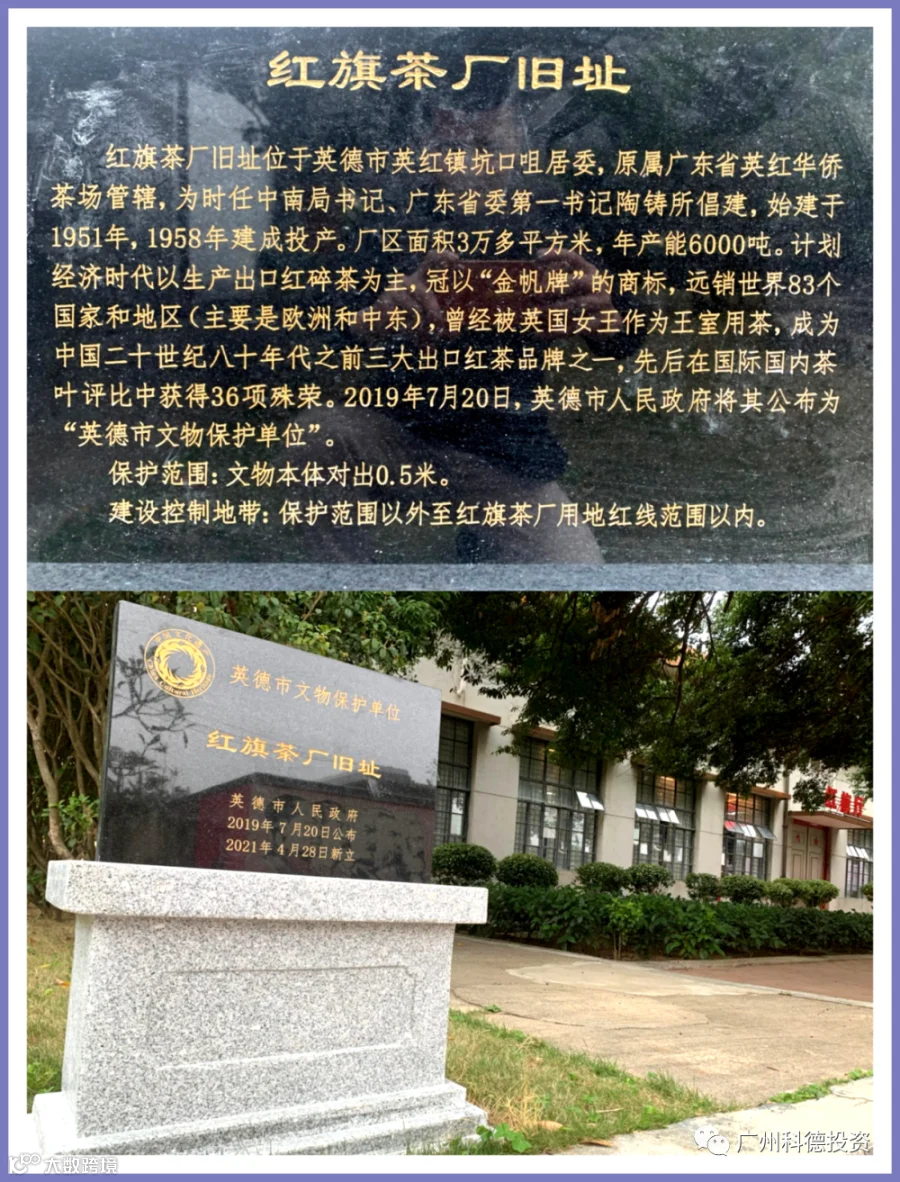 红旗茶厂旧址
红旗茶厂旧址位于英德市英红镇坑口咀居委，原属广东省英红华侨
茶场管辖，为时任中南局书记、广东省委第一书记陶铸所倡建，始建于
1951年，1958年建成投产。厂区面积3万多平方米，年产能6000吨。计划
经济时代以生产出口红碎茶为主，冠以“金帆牌”的商标，远销世界83个
国家和地区（主要是欧洲和中东），曾经被英国女王作为王室用茶，成为
中国二十世纪八十年代之前三大出口红茶品牌之一，先后在国际国内茶
叶评比中获得36项殊荣。2019年7月20日，英德市人民政府将其公布为
“英德市文物保护单位”。
保护范围：文物本体对出0.5米。
建设控制地带：保护范围以外至红旗茶厂用地红线范围以内。
英德市文物保护单位
红旗茶厂旧址
英德市人民政府
2019年7月20日公布
2021年4月28日新立
广州科德投资
大数跨境